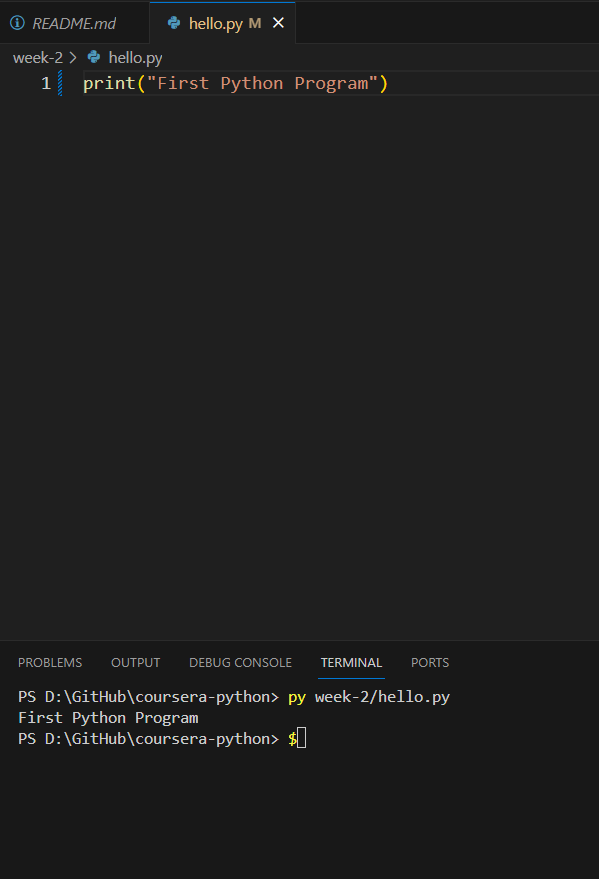 README.md hello.py M
week-2 > hello.py
1 print("First Python Program")
PROBLEMS OUTPUT DEBUG CONSOLE TERMINAL PORTS
PS D:\GitHub\coursera-python> py week-2/hello.py
First Python Program
PS D:\GitHub\coursera-python> $